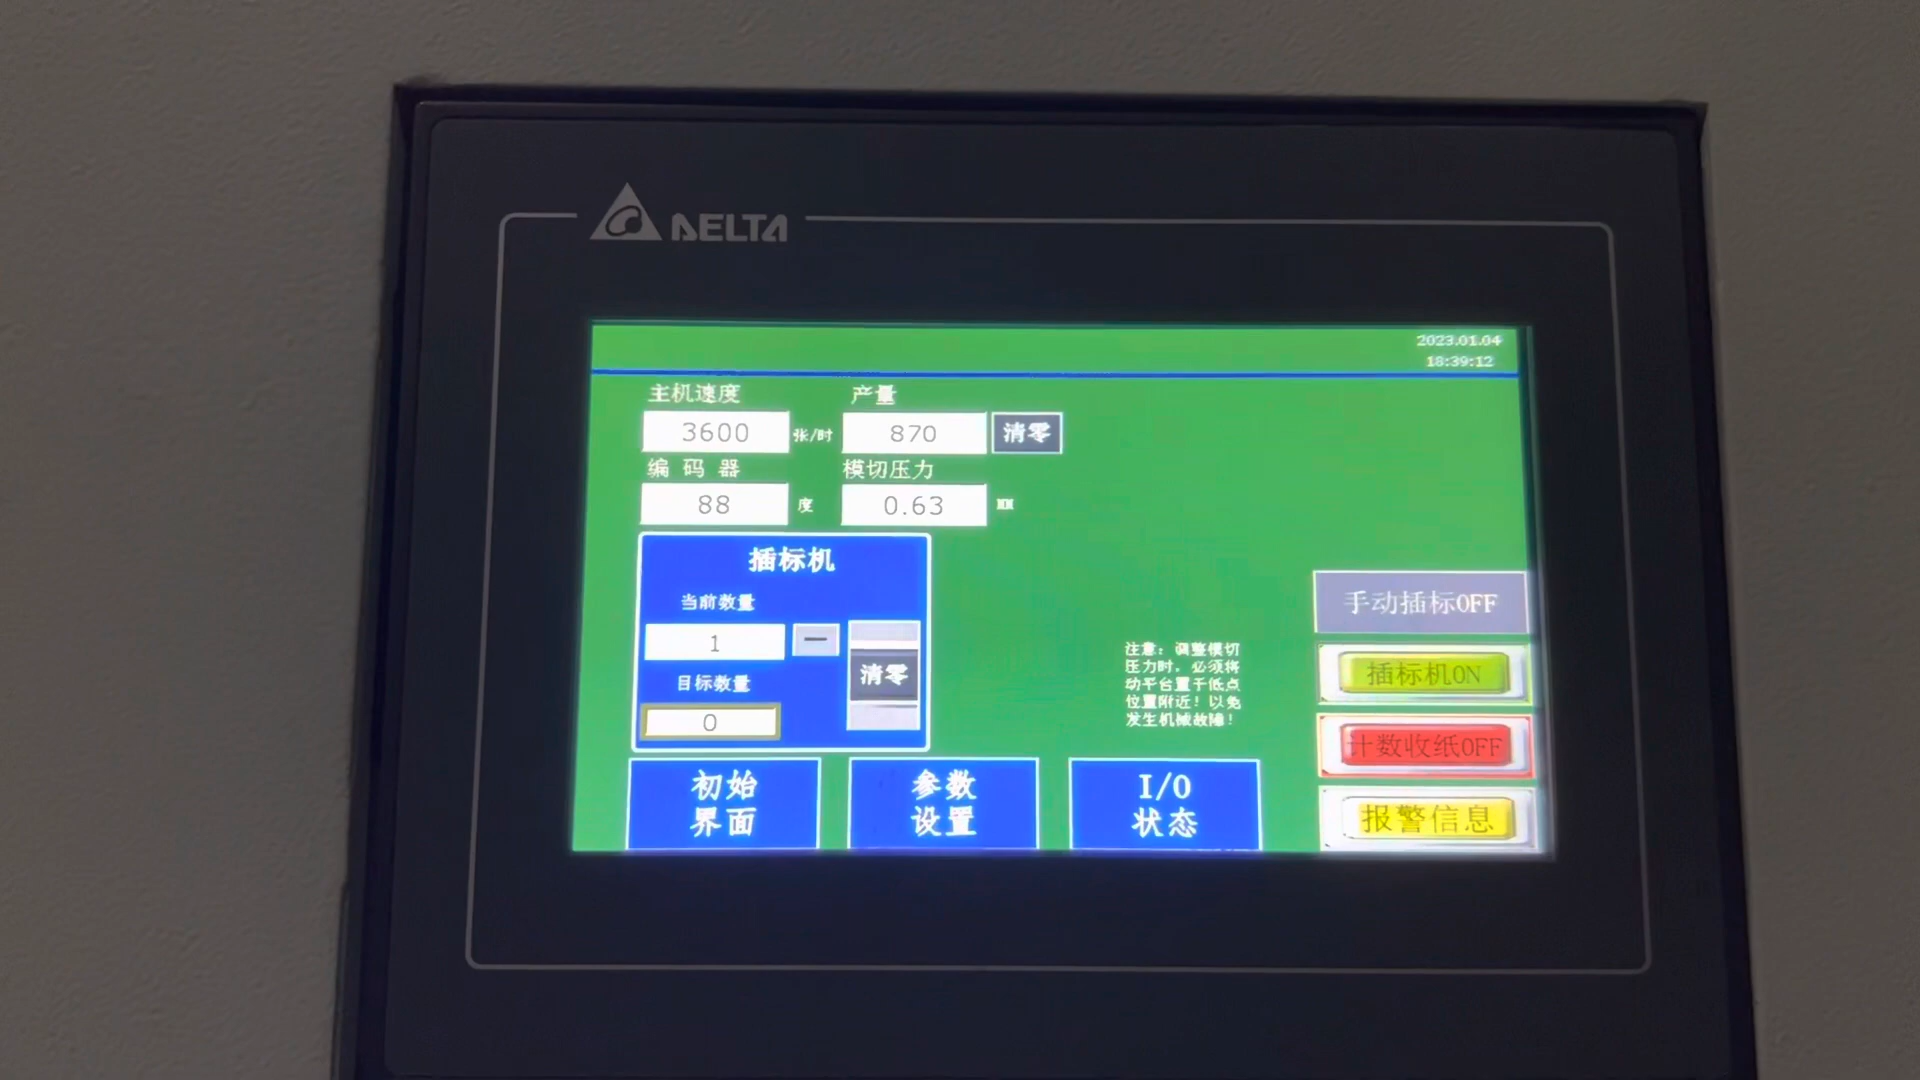 DELTA
2023.01.04
18:39:12
主机速度 产量
3600 张/时 870 清零
编码器 模切压力
88 度 0.63 MM
插标机
当前数量
1 一
清零
目标数量
0
注意：调整模切
压力时，必须将
动平台置于低点
位置附近！以免
发生机械故障！
手动插标OFF
插标机ON
计数收纸OFF
报警信息
初始
界面
参数
设置
I/O
状态